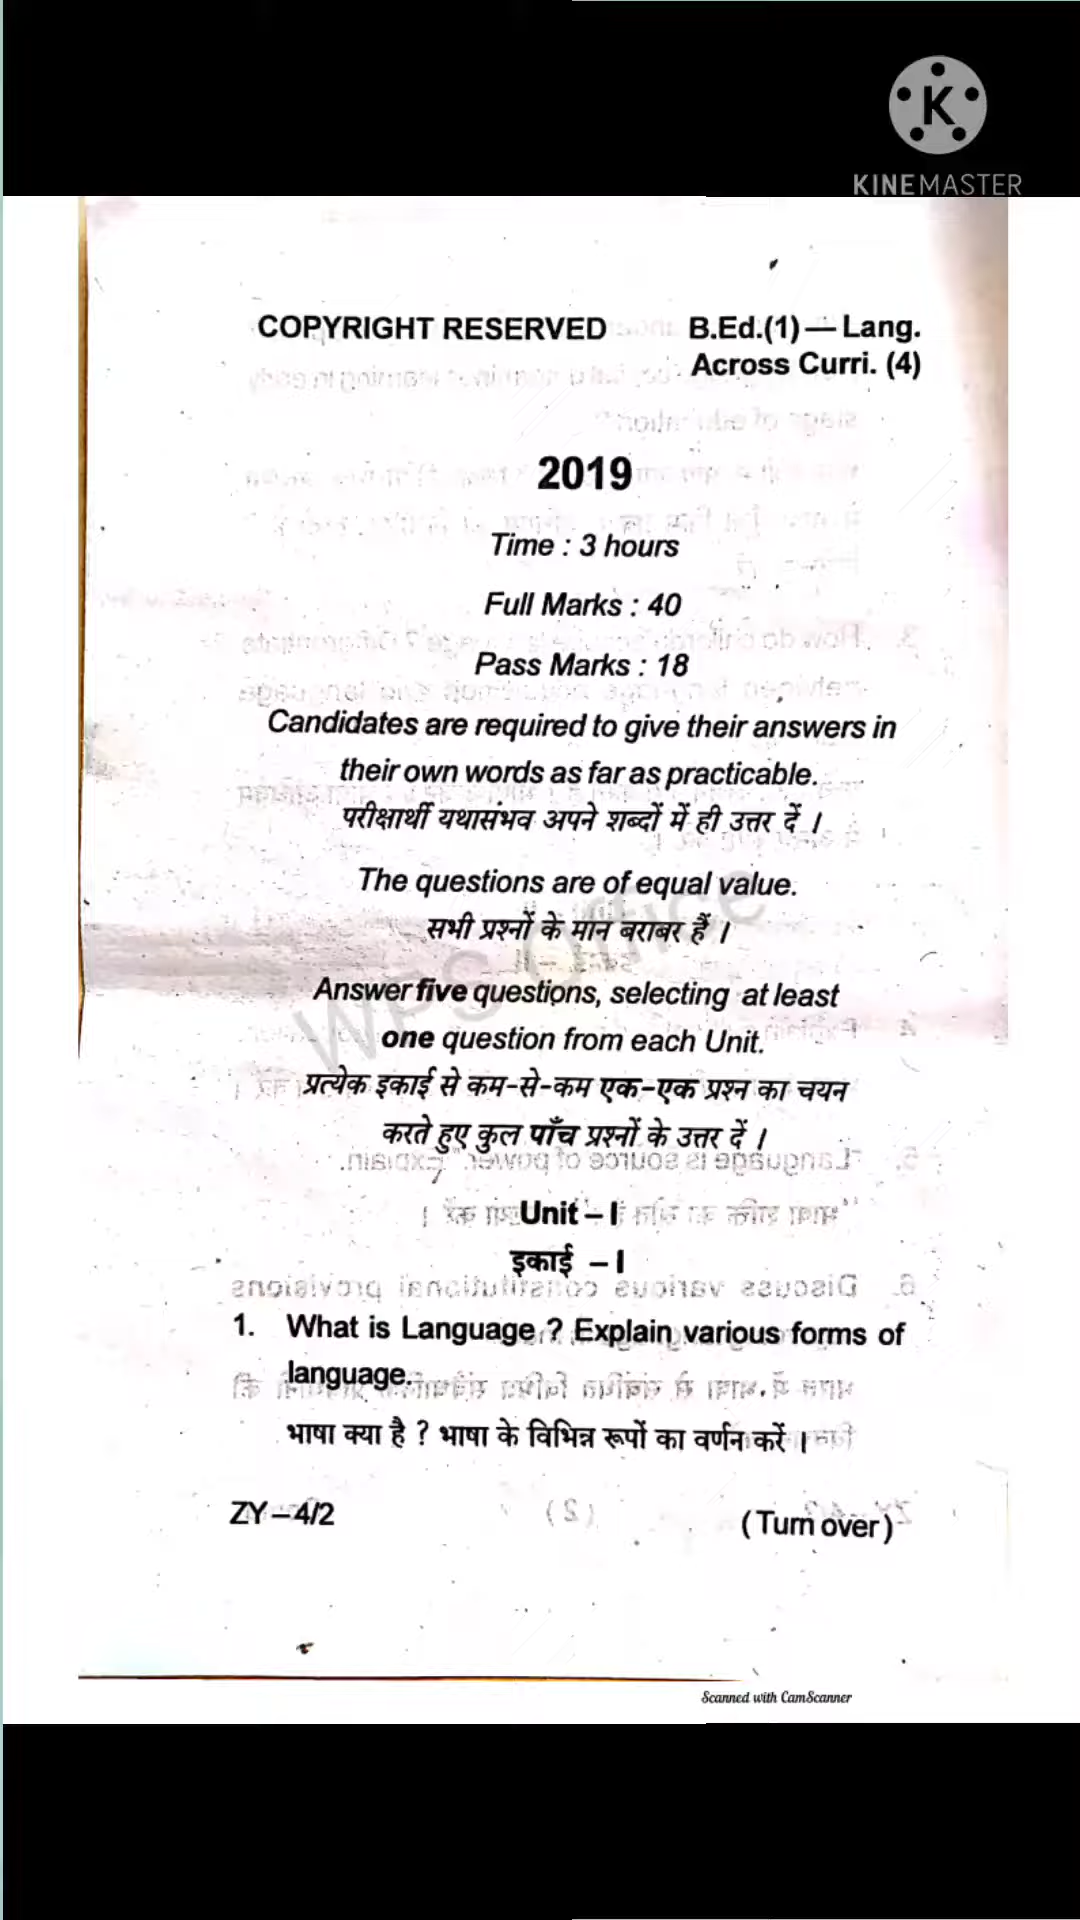 KINEMASTER
COPYRIGHT RESERVED B.Ed.(1) — Lang.
Across Curri. (4)
2019
Time : 3 hours
Full Marks : 40
Pass Marks : 18
Candidates are required to give their answers in
their own words as far as practicable.
परीक्षार्थी यथासंभव अपने शब्दों में ही उत्तर दें ।
The questions are of equal value.
सभी प्रश्नों के मान बराबर हैं ।
WPS Office
Answer five questions, selecting at least
one question from each Unit.
प्रत्येक इकाई से कम-से-कम एक-एक प्रश्न का चयन
करते हुए कुल पाँच प्रश्नों के उत्तर दें ।
Unit – I
इकाई – I
1. What is Language ? Explain various forms of
language.
भाषा क्या है ? भाषा के विभिन्न रूपों का वर्णन करें ।
ZY – 4/2 (Turn over)
Scanned with CamScanner